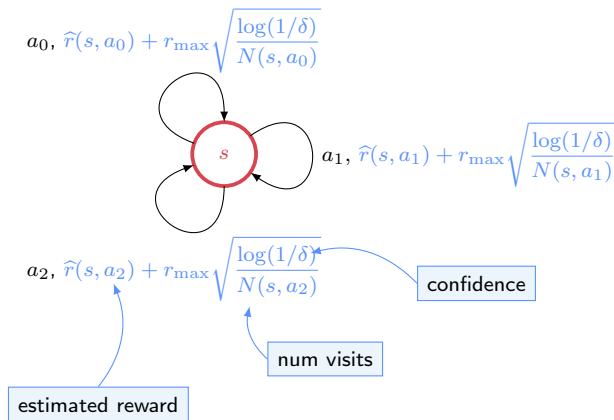 a₀, r̂(s, a₀) + r_max √(log(1/δ) / N(s, a₀))
s
a₁, r̂(s, a₁) + r_max √(log(1/δ) / N(s, a₁))
a₂, r̂(s, a₂) + r_max √(log(1/δ) / N(s, a₂))
confidence
num visits
estimated reward